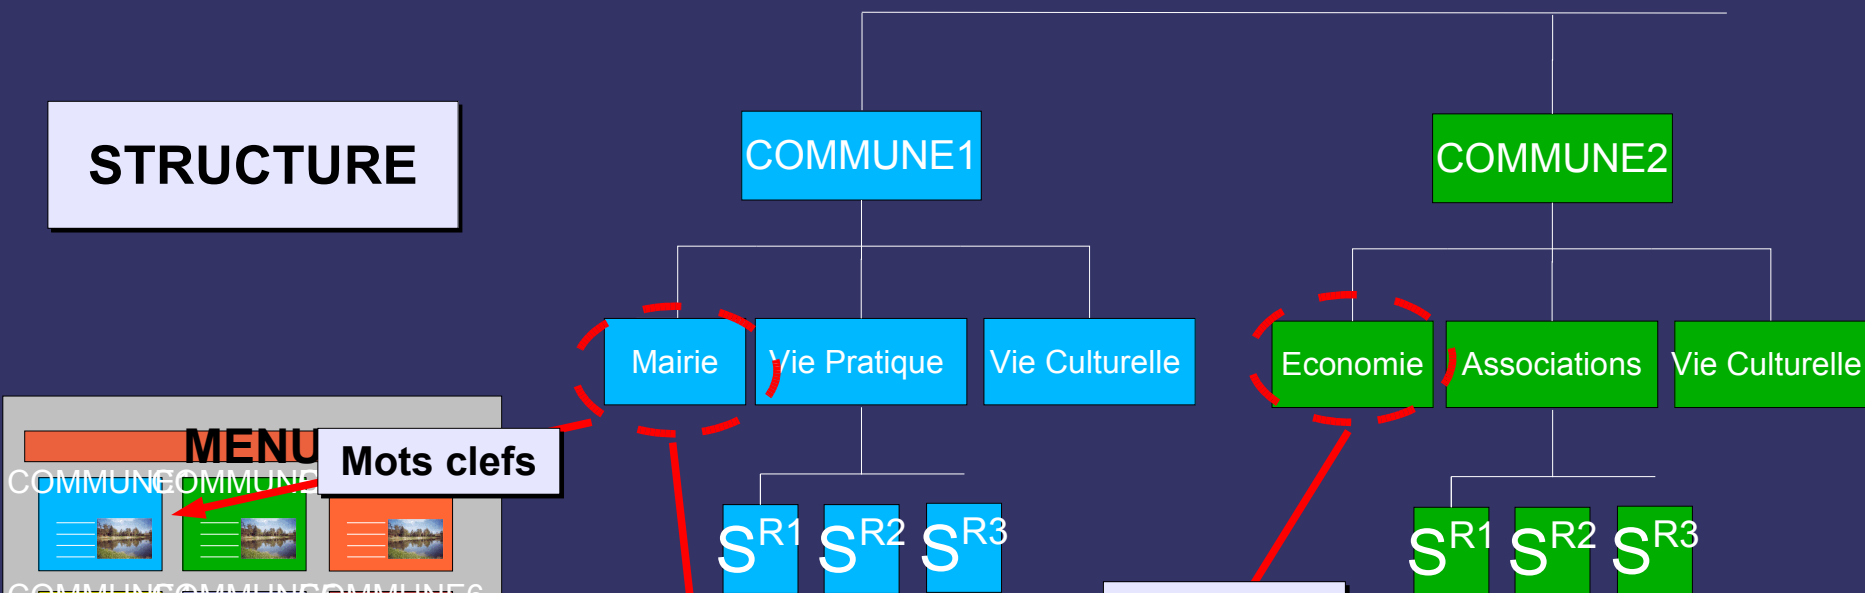 STRUCTURE
COMMUNE1
COMMUNE2
Mairie
Vie Pratique
Vie Culturelle
Economie
Associations
Vie Culturelle
MENU
Mots clefs
SR1
SR2
SR3
SR1
SR2
SR3